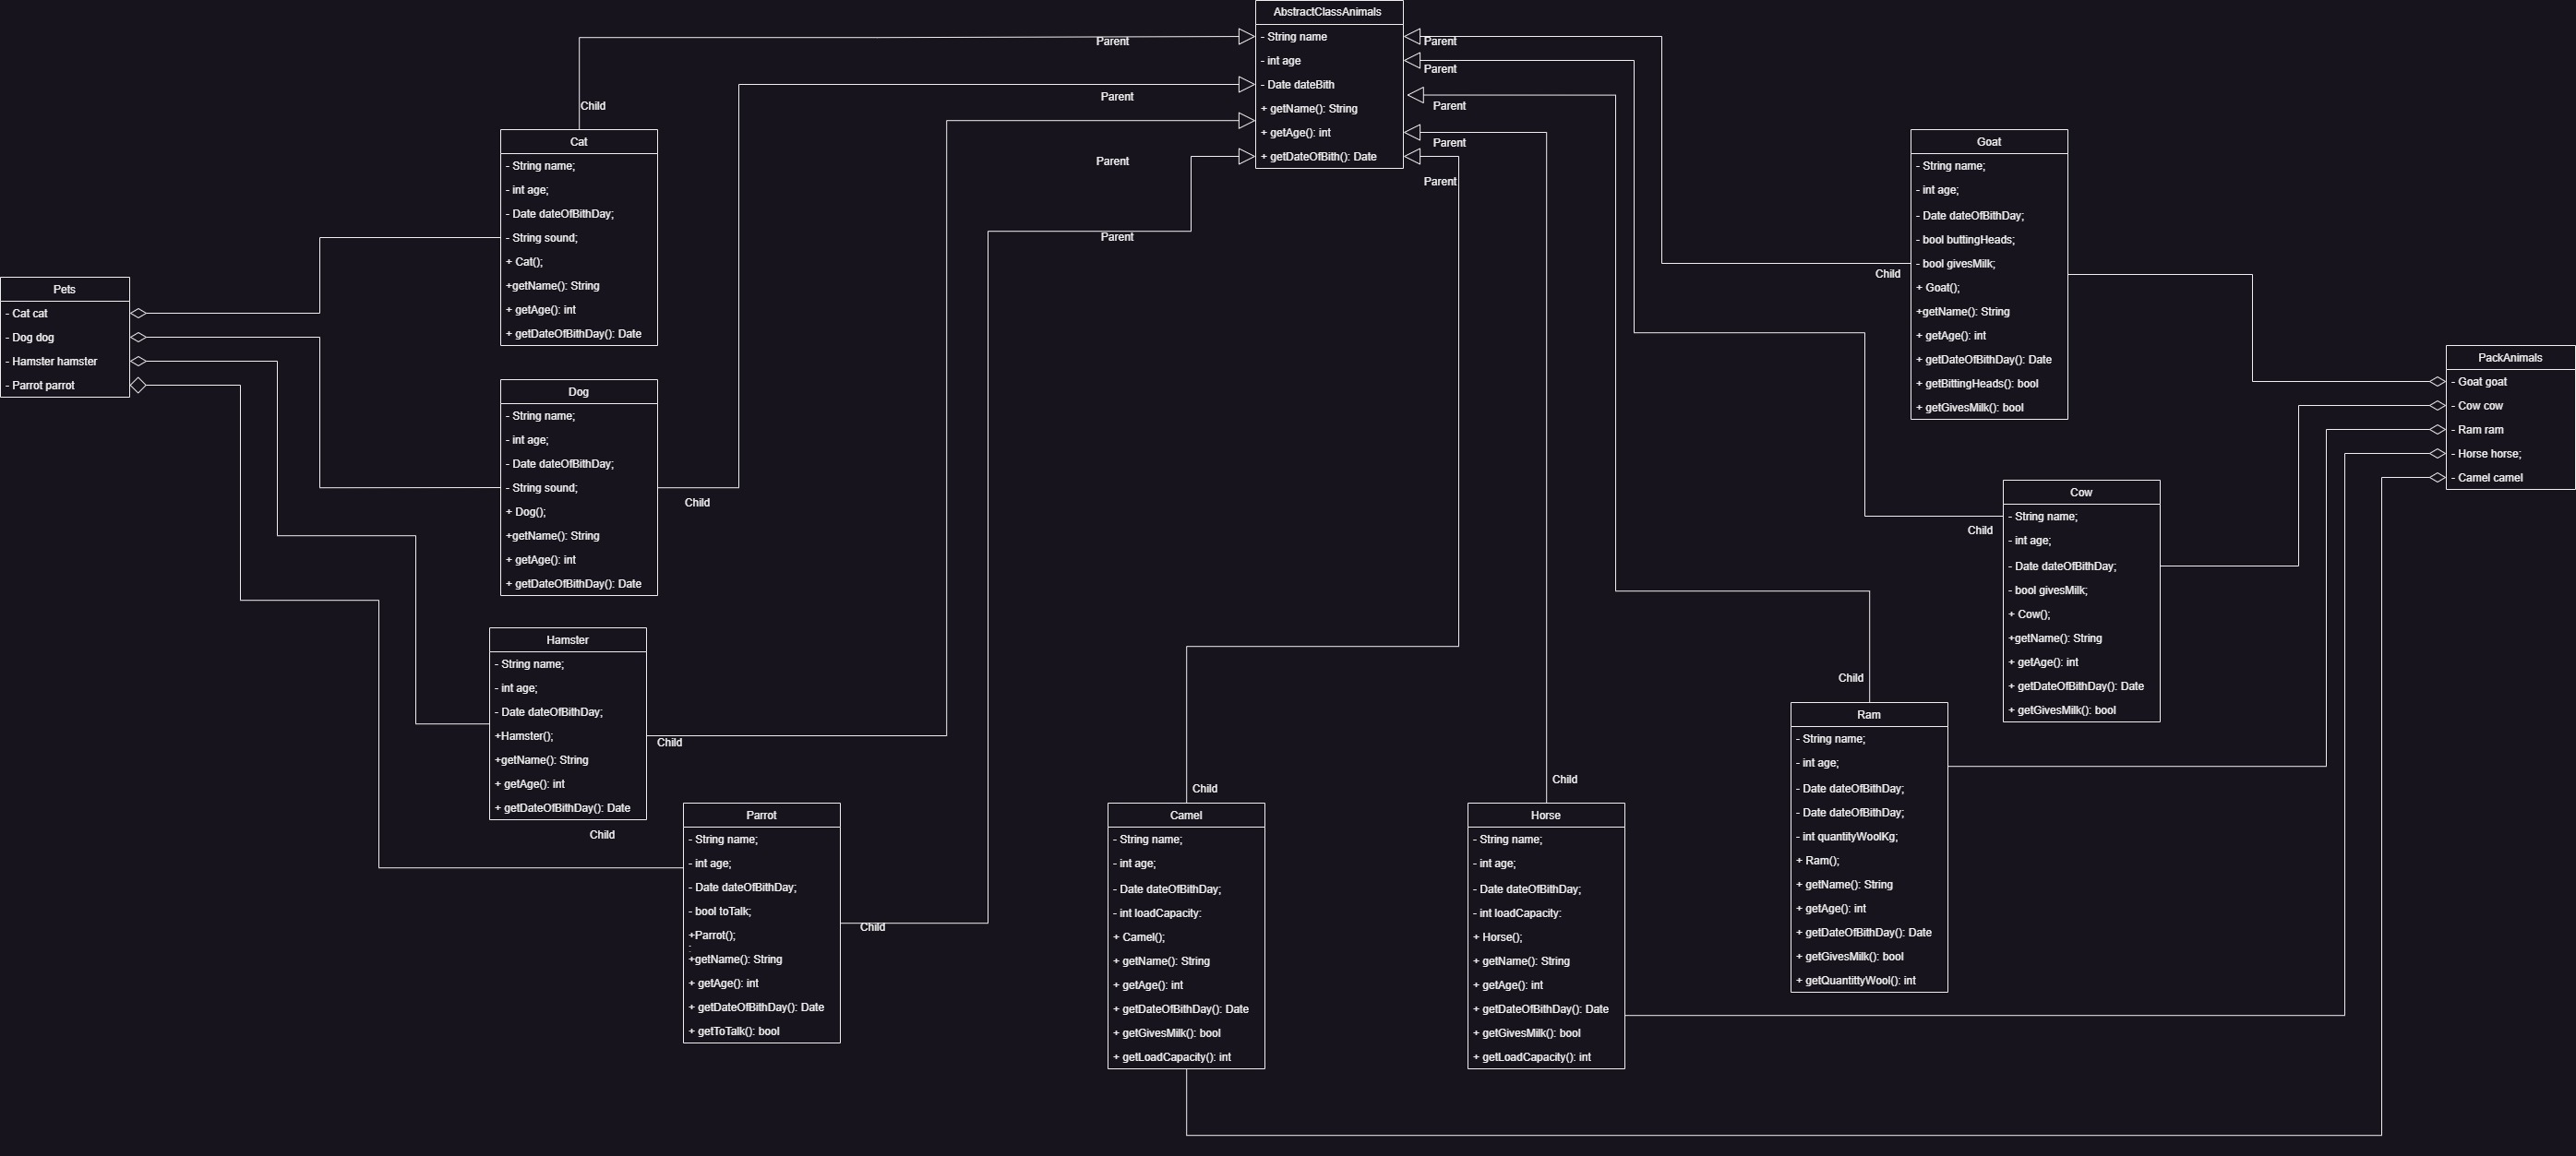 AbstractClassAnimals
- String name
- int age
- Date dateBith
+ getName(): String
+ getAge(): int
+ getDateOfBith(): Date
Parent
Parent
Parent
Parent
Parent
Parent
Parent
Parent
Parent
Child
Cat
- String name;
- int age;
- Date dateOfBithDay;
- String sound;
+ Cat();
+getName(): String
+ getAge(): int
+ getDateOfBithDay(): Date
Pets
- Cat cat
- Dog dog
- Hamster hamster
- Parrot parrot
Dog
- String name;
- int age;
- Date dateOfBithDay;
- String sound;
+ Dog();
+getName(): String
+ getAge(): int
+ getDateOfBithDay(): Date
Child
Hamster
- String name;
- int age;
- Date dateOfBithDay;
+Hamster();
+getName(): String
+ getAge(): int
+ getDateOfBithDay(): Date
Child
Child
Parrot
- String name;
- int age;
- Date dateOfBithDay;
- bool toTalk;
+Parrot();
:
+getName(): String
+ getAge(): int
+ getDateOfBithDay(): Date
+ getToTalk(): bool
Child
Child
Camel
- String name;
- int age;
- Date dateOfBithDay;
- int loadCapacity:
+ Camel();
+ getName(): String
+ getAge(): int
+ getDateOfBithDay(): Date
+ getGivesMilk(): bool
+ getLoadCapacity(): int
Child
Horse
- String name;
- int age;
- Date dateOfBithDay;
- int loadCapacity:
+ Horse();
+ getName(): String
+ getAge(): int
+ getDateOfBithDay(): Date
+ getGivesMilk(): bool
+ getLoadCapacity(): int
Child
Ram
- String name;
- int age;
- Date dateOfBithDay;
- Date dateOfBithDay;
- int quantityWoolKg;
+ Ram();
+ getName(): String
+ getAge(): int
+ getDateOfBithDay(): Date
+ getGivesMilk(): bool
+ getQuantittyWool(): int
Child
Goat
- String name;
- int age;
- Date dateOfBithDay;
- bool buttingHeads;
- bool givesMilk;
+ Goat();
+getName(): String
+ getAge(): int
+ getDateOfBithDay(): Date
+ getBittingHeads(): bool
+ getGivesMilk(): bool
Child
Cow
- String name;
- int age;
- Date dateOfBithDay;
- bool givesMilk;
+ Cow();
+getName(): String
+ getAge(): int
+ getDateOfBithDay(): Date
+ getGivesMilk(): bool
PackAnimals
- Goat goat
- Cow cow
- Ram ram
- Horse horse;
- Camel camel